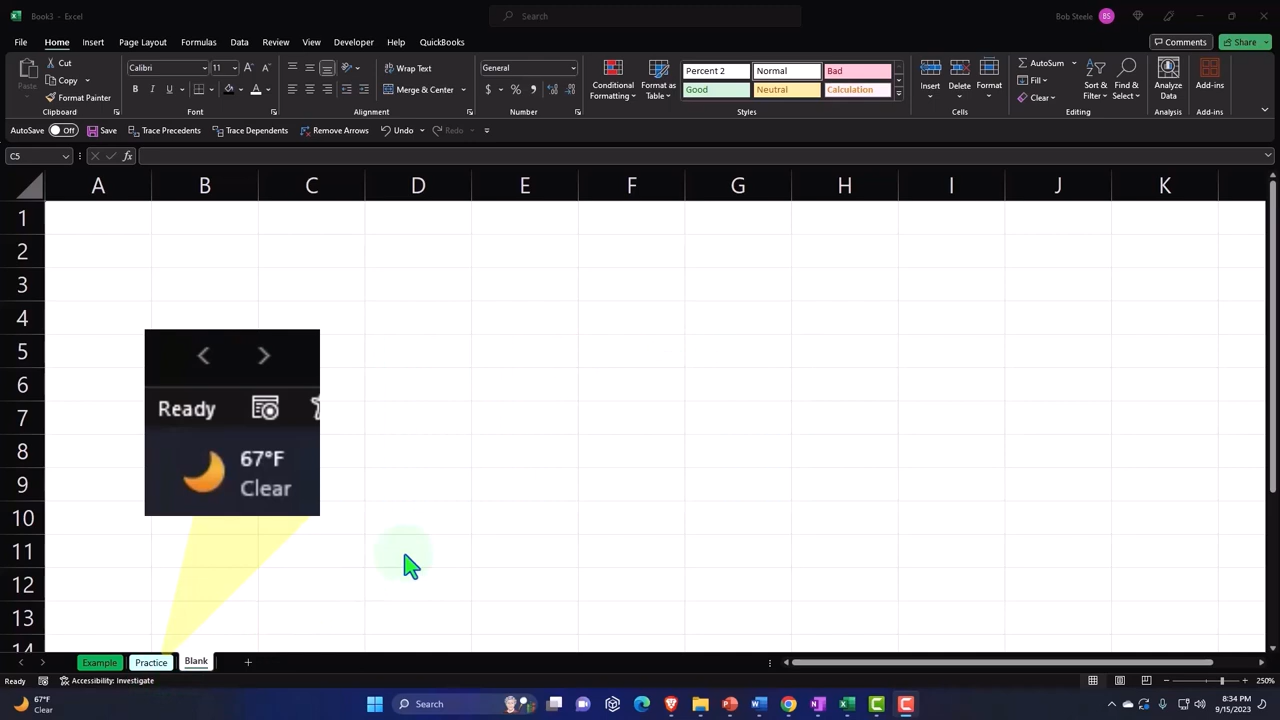 Book3 - Excel
Search
Bob Steele BS
File Home Insert Page Layout Formulas Data Review View Developer Help QuickBooks
Comments Share
Cut
Copy
Format Painter
Clipboard
Calibri 11
B I U
Font
Wrap Text
Merge & Center
Alignment
General
$ % 9
Number
Conditional Formatting
Format as Table
Percent 2 Normal Bad
Good Neutral Calculation
Styles
Insert Delete Format
Cells
AutoSum
Fill
Clear
Sort & Filter
Find & Select
Editing
Analyze Data
Analysis
Add-ins
Add-ins
AutoSave Off Save Trace Precedents Trace Dependents Remove Arrows Undo Redo
C5 fx
A B C D E F G H I J K
1
2
3
4
5
6
7
8
9
10
11
12
13
14
Ready
67°F
Clear
Example Practice Blank
Ready Accessibility: Investigate 250%
67°F
Clear
Search
8:34 PM
9/15/2023